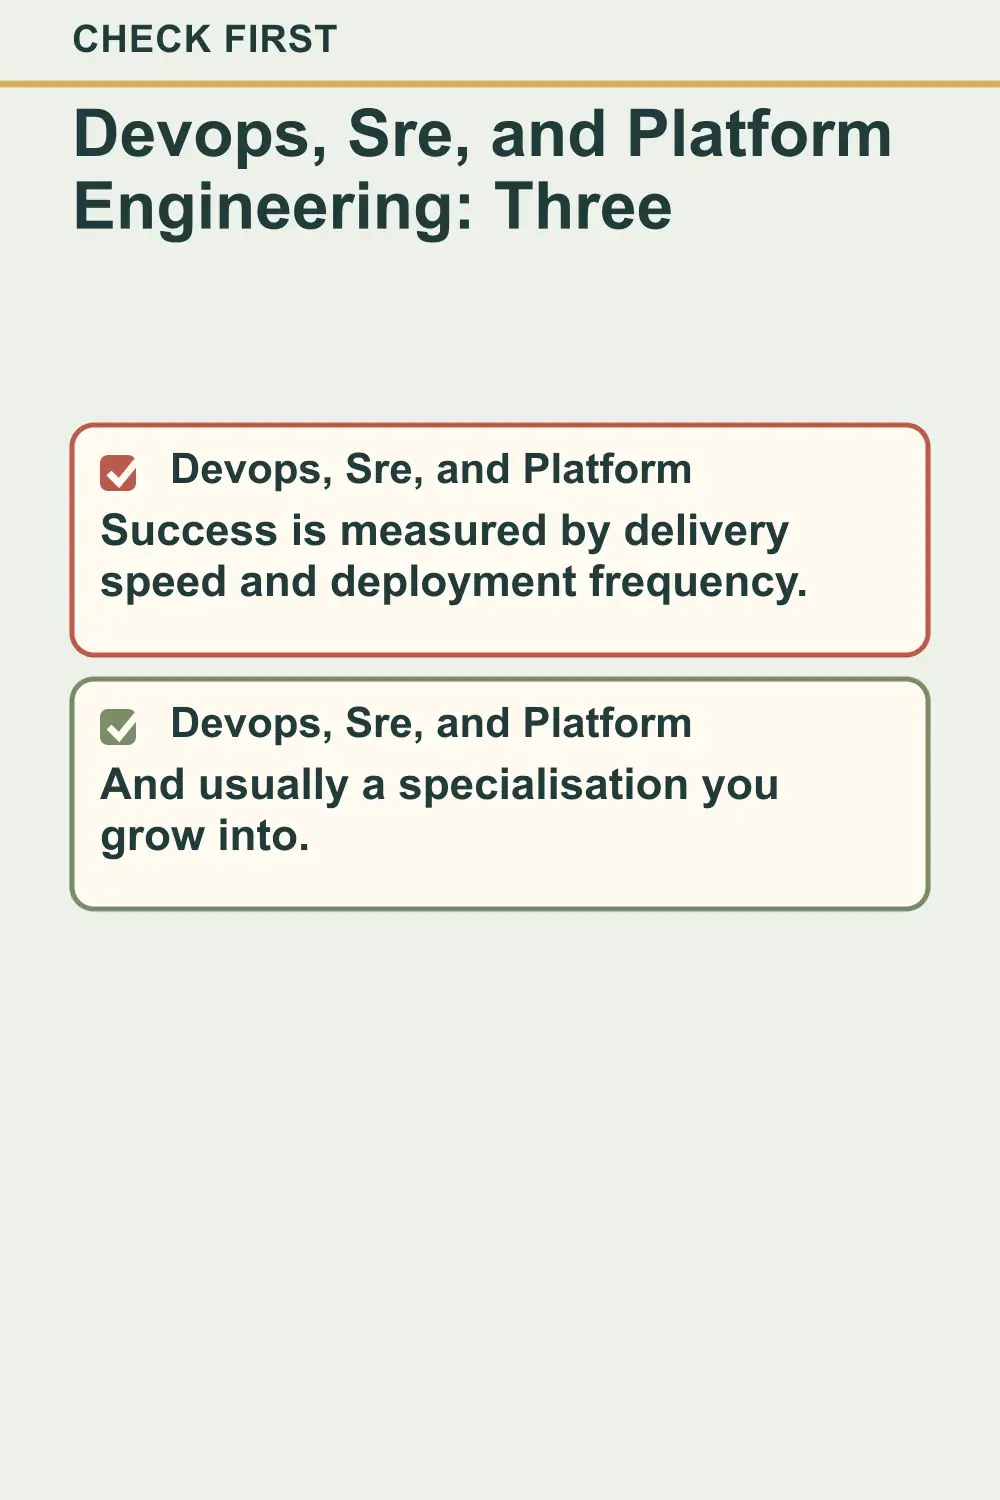 CHECK FIRST
Devops, Sre, and Platform
Engineering: Three
Devops, Sre, and Platform
Success is measured by delivery
speed and deployment frequency.
Devops, Sre, and Platform
And usually a specialisation you
grow into.